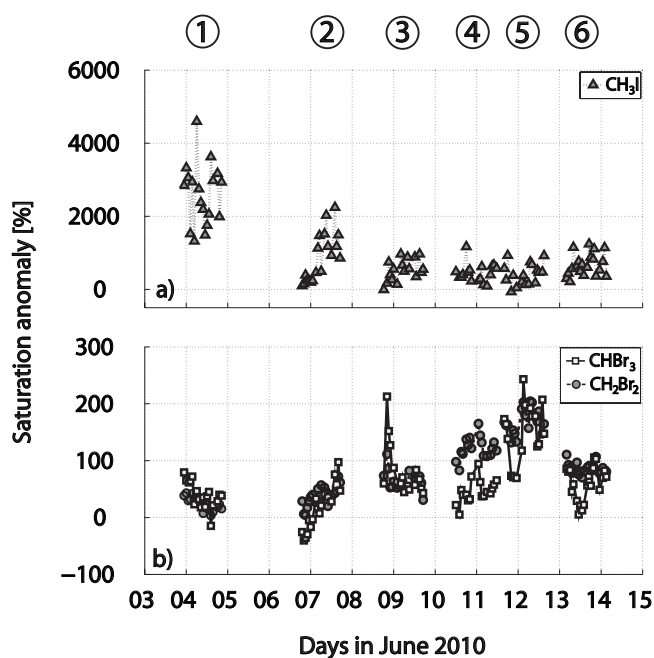 ① ② ③ ④ ⑤ ⑥
6000
4000
2000
0
CH₃I
a)
Saturation anomaly [%]
300
200
100
0
−100
CHBr₃
CH₂Br₂
b)
03 04 05 06 07 08 09 10 11 12 13 14 15
Days in June 2010